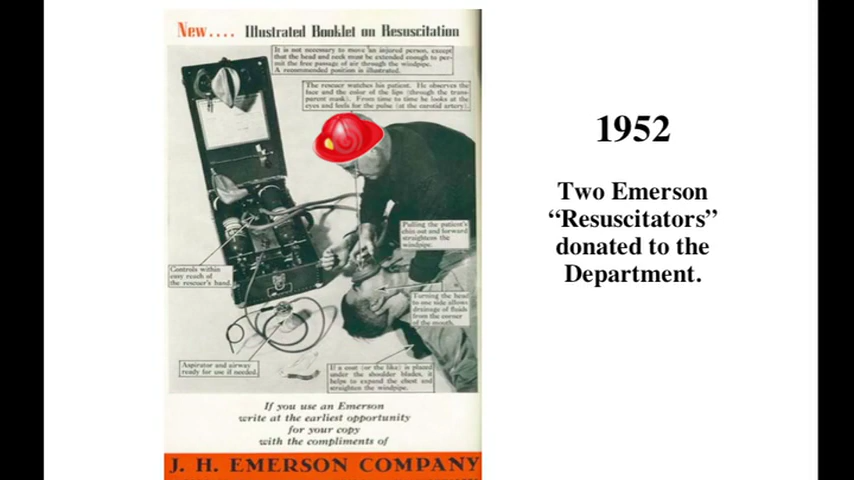 New.... Illustrated Booklet on Resuscitation
It is not necessary to move an injured person, except
that the head and neck must be extended enough to per-
mit the free passage of air through the windpipe.
A recommended position is illustrated.
The rescuer watches his patient. He observes the
face and the color of the lips (through the trans-
parent mask). From time to time he looks at the
eyes and feels for the pulse (at the carotid artery).
Pulling the patient's
chin out and forward
straightens the
windpipe.
Controls within
easy reach of
the rescuer's hand.
Turning the head
to one side allows
drainage of fluids
from the corner
of the mouth.
Aspirator and airway
ready for use if needed.
If a coat (or the like) is placed
under the shoulder blades, it
helps to expand the chest and
straighten the windpipe.
If you use an Emerson
write at the earliest opportunity
for your copy
with the compliments of
J. H. EMERSON COMPANY
1952
Two Emerson
“Resuscitators”
donated to the
Department.